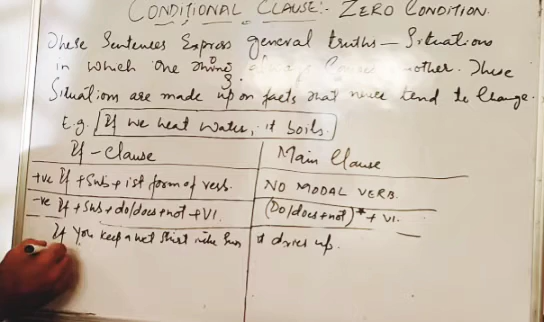 CONDITIONAL CLAUSE:- ZERO CONDITION.
These Sentences Express general truths - Situations
in which one thing always causes another. These
Situations are made up on facts that never tend to Change.
E.g. If we heat water, it boils.
If - Clause Main Clause
+ve If + Sub + ist form of verb. NO MODAL VERB.
-ve If + Sub + do/does + not + V1. (Do/does + not)* + V1.
If You keep a wet Shirt in the Sun it dries up.